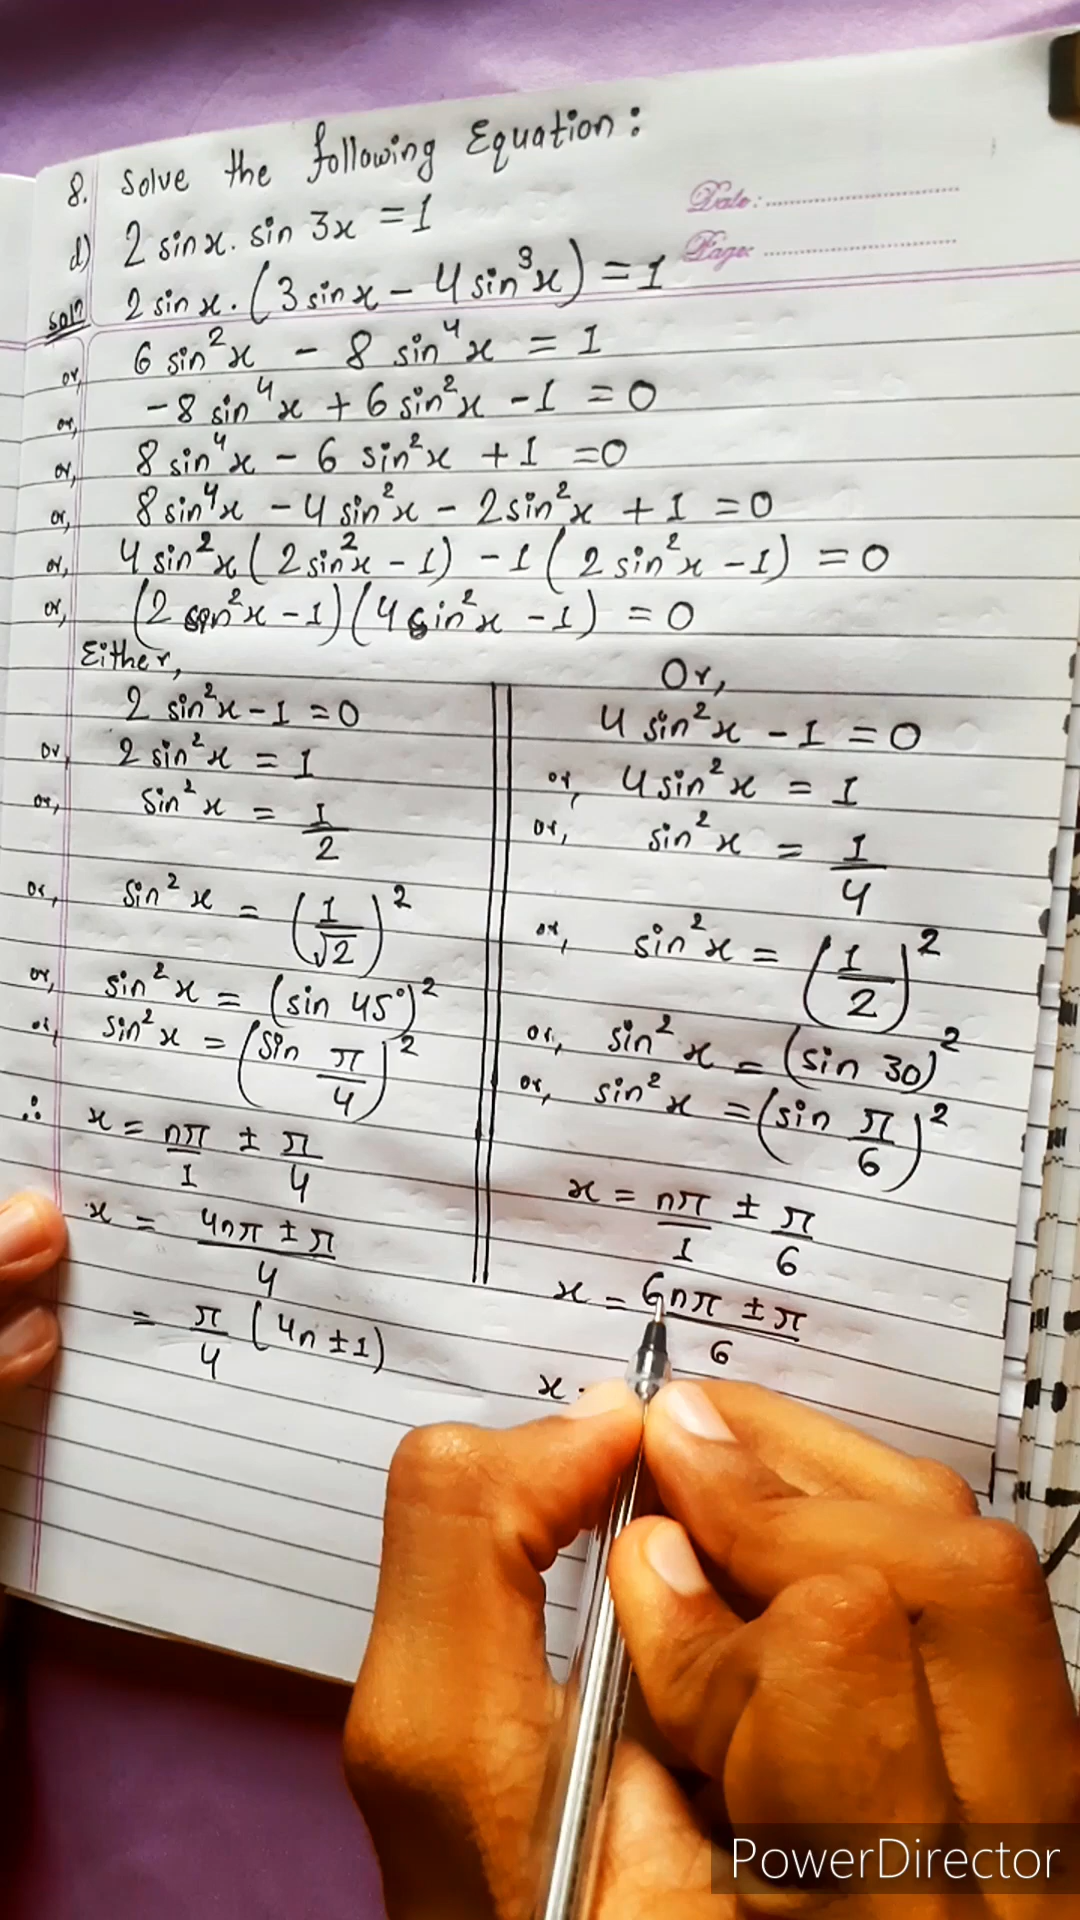 8. Solve the following Equation:
d) 2 sin x. sin 3x = 1
Date:
Page:
solⁿ 2 sin x. (3 sin x - 4 sin³x) = 1
or, 6 sin²x - 8 sin⁴x = 1
or, -8 sin⁴x + 6 sin²x - 1 = 0
or, 8 sin⁴x - 6 sin²x + 1 = 0
or, 8 sin⁴x - 4 sin²x - 2 sin²x + 1 = 0
or, 4 sin²x (2 sin²x - 1) - 1 (2 sin²x - 1) = 0
or, (2 sin²x - 1) (4 sin²x - 1) = 0
Either,
2 sin²x - 1 = 0
or, 2 sin²x = 1
or, sin²x = 1/2
or, sin²x = (1/√2)²
or, sin²x = (sin 45°)²
or, sin²x = (sin π/4)²
∴ x = nπ/1 ± π/4
x = 4nπ ± π/4
= π/4 (4n ± 1)
Or,
4 sin²x - 1 = 0
or, 4 sin²x = 1
or, sin²x = 1/4
or, sin²x = (1/2)²
or, sin²x = (sin 30)²
or, sin²x = (sin π/6)²
x = nπ/1 ± π/6
x = 6nπ ± π/6
x
PowerDirector